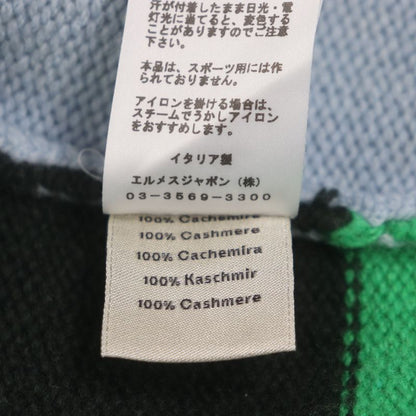 汗が付着したまま日光・電
灯光に当てると、変色する
ことがありますのでご注意
下さい。
本品は、スポーツ用には作
られておりません。
アイロンを掛ける場合は、
スチームでうかしアイロン
をおすすめします。
イタリア製
エルメスジャポン（株）
03-3569-3300
100% Cachemire
100% Cashmere
100% Cachemira
100% Kaschmir
100% Cashmere